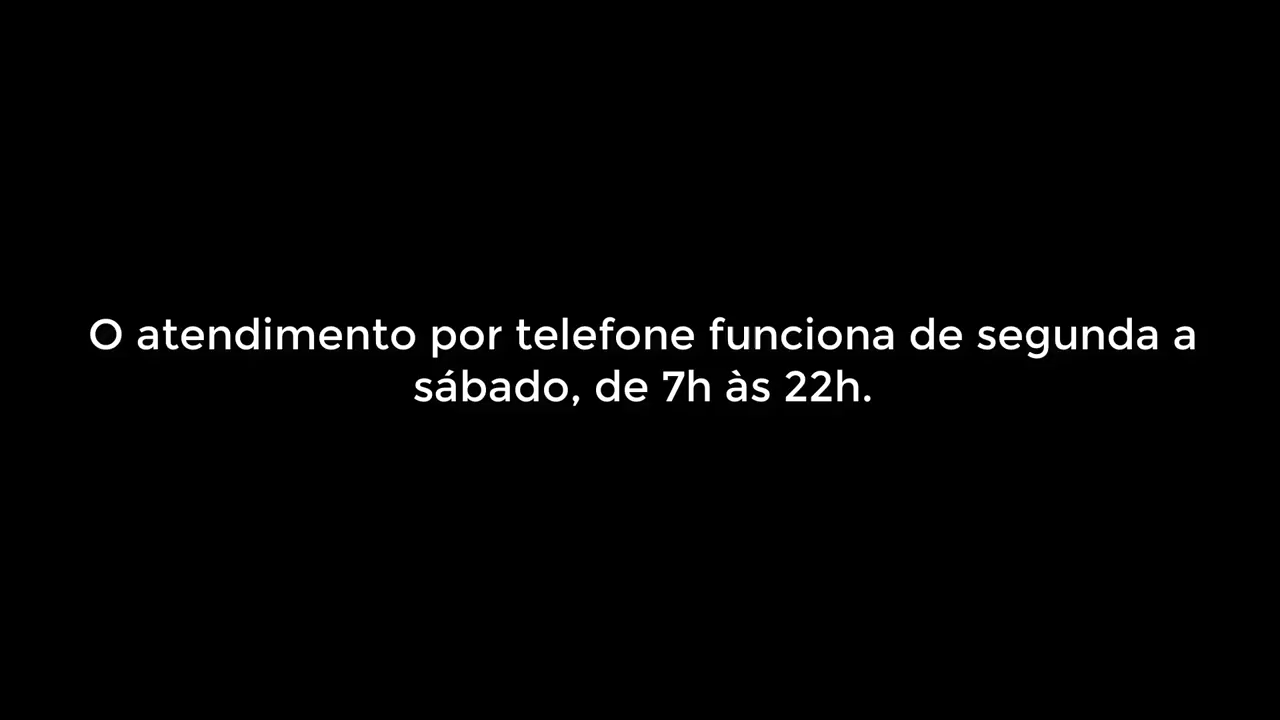 O atendimento por telefone funciona de segunda a
sábado, de 7h às 22h.